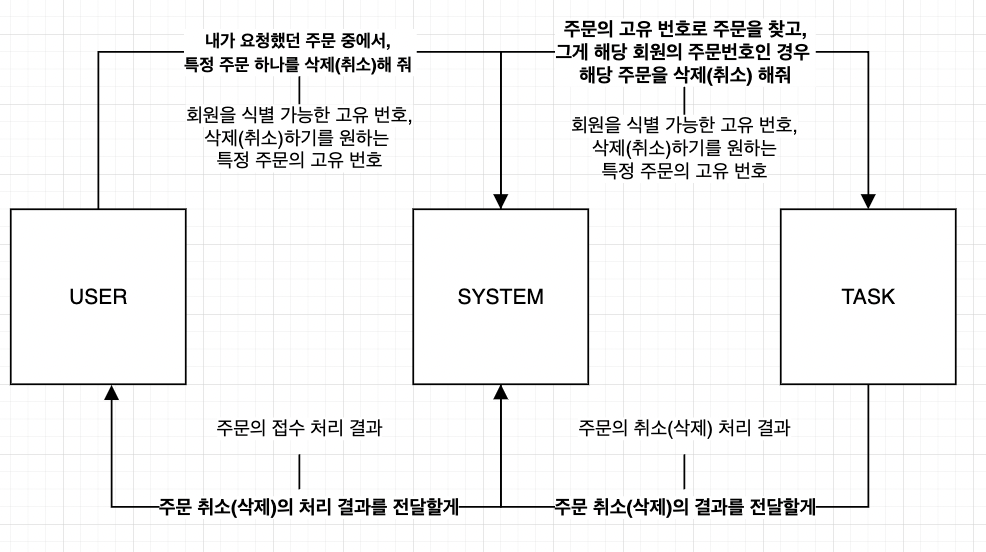 내가 요청했던 주문 중에서,
특정 주문 하나를 삭제(취소)해 줘
회원을 식별 가능한 고유 번호,
삭제(취소)하기를 원하는
특정 주문의 고유 번호
주문의 고유 번호로 주문을 찾고,
그게 해당 회원의 주문번호인 경우
해당 주문을 삭제(취소) 해줘
회원을 식별 가능한 고유 번호,
삭제(취소)하기를 원하는
특정 주문의 고유 번호
USER
SYSTEM
TASK
주문의 접수 처리 결과
주문 취소(삭제)의 처리 결과를 전달할게
주문의 취소(삭제) 처리 결과
주문 취소(삭제)의 결과를 전달할게